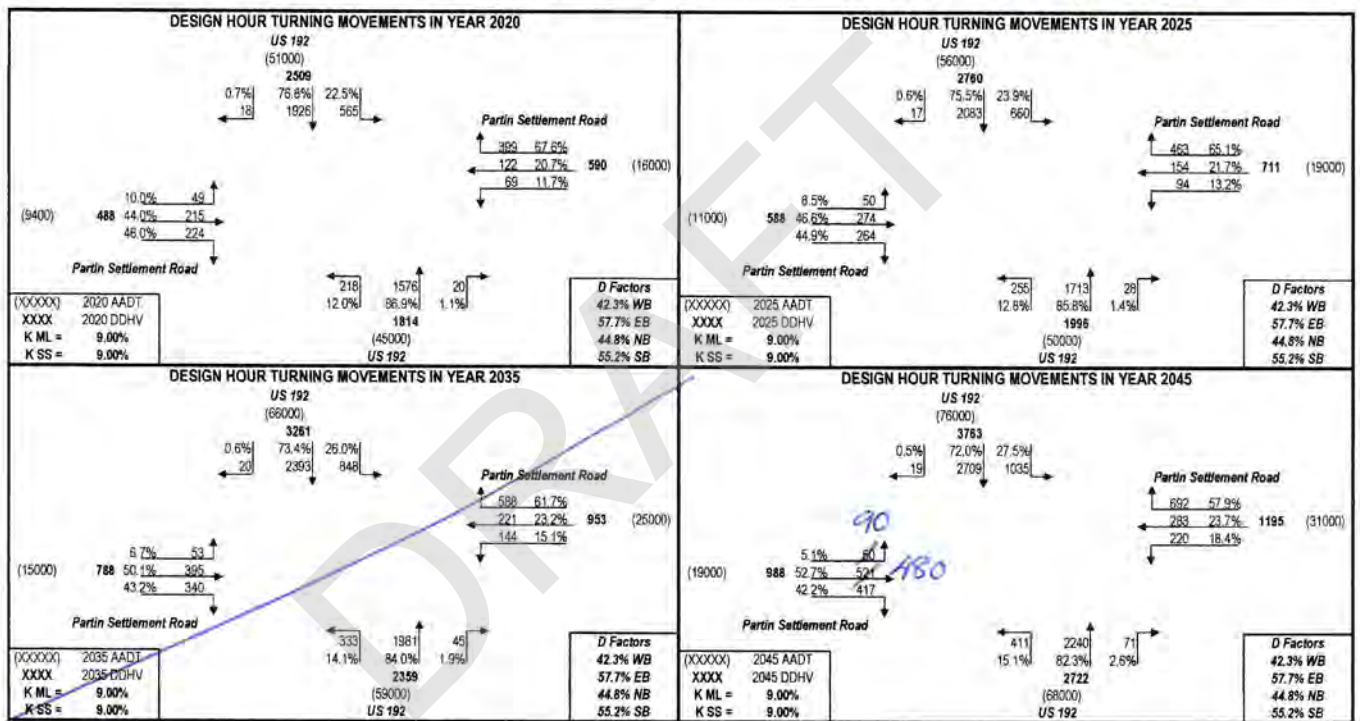 DESIGN HOUR TURNING MOVEMENTS IN YEAR 2020
US 192
(51000)
2509
0.7% 76.8% 22.5%
18 1926 565
Partin Settlement Road
399 67.6%
122 20.7% 590 (16000)
69 11.7%
10.0% 49
(9400) 488 44.0% 215
46.0% 224
Partin Settlement Road
218 1576 20
12.0% 86.9% 1.1%
1814
(45000)
US 192
(XXXXX) 2020 AADT
XXXX 2020 DDHV
K ML = 9.00%
K SS = 9.00%
D Factors
42.3% WB
57.7% EB
44.8% NB
55.2% SB
DESIGN HOUR TURNING MOVEMENTS IN YEAR 2025
US 192
(56000)
2760
0.6% 75.5% 23.9%
17 2083 660
Partin Settlement Road
463 65.1%
154 21.7% 711 (19000)
94 13.2%
8.5% 50
(11000) 588 46.6% 274
44.9% 264
Partin Settlement Road
255 1713 28
12.8% 85.8% 1.4%
1996
(50000)
US 192
(XXXXX) 2025 AADT
XXXX 2025 DDHV
K ML = 9.00%
K SS = 9.00%
D Factors
42.3% WB
57.7% EB
44.8% NB
55.2% SB
DESIGN HOUR TURNING MOVEMENTS IN YEAR 2035
US 192
(66000)
3261
0.6% 73.4% 26.0%
20 2393 848
Partin Settlement Road
588 61.7%
221 23.2% 953 (25000)
144 15.1%
6.7% 53
(15000) 788 50.1% 395
43.2% 340
Partin Settlement Road
333 1981 45
14.1% 84.0% 1.9%
2359
(59000)
US 192
(XXXXX) 2035 AADT
XXXX 2035 DDHV
K ML = 9.00%
K SS = 9.00%
D Factors
42.3% WB
57.7% EB
44.8% NB
55.2% SB
DESIGN HOUR TURNING MOVEMENTS IN YEAR 2045
US 192
(76000)
3763
0.5% 72.0% 27.5%
19 2709 1035
Partin Settlement Road
692 57.9%
283 23.7% 1195 (31000)
220 18.4%
90
5.1% 50
(19000) 988 52.7% 521 480
42.2% 417
Partin Settlement Road
411 2240 71
15.1% 82.3% 2.6%
2722
(68000)
US 192
(XXXXX) 2045 AADT
XXXX 2045 DDHV
K ML = 9.00%
K SS = 9.00%
D Factors
42.3% WB
57.7% EB
44.8% NB
55.2% SB
DRAFT